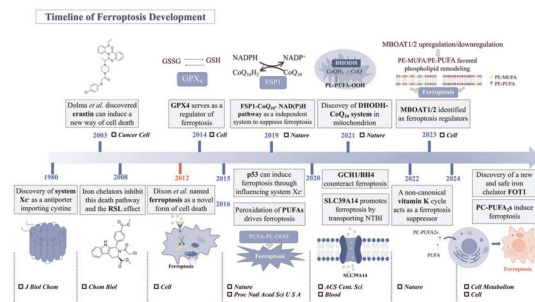 Timeline of Ferroptosis Development
Dolma et al. discovered
erastin can induce a
new way of cell death
2003
Cancer Cell
GSSG
GSH
GPX4
GPX4 serves as a
regulator of
ferroptosis
2014
Cell
NADPH
NADP+
CoQ10H2
CoQ10
FSP1
FSP1-CoQ10- NAD(P)H
pathway as a independent
system to suppress ferroptosis
2019
Nature
DHODH
CoQH2
CoQ
PL-PUFA-OOH
Discovery of DHODH-
CoQ10 system in
mitochondrion
2021
Nature
MBOAT1/2 upregulation/downregulation
PE-MUFA/PE-PUFA favored
phospholipid remodeling
PE-MUFA
PE-PUFA
Ferroptosis
MBOAT1/2 identified
as ferroptosis regulators
2023
Cell
1980
2008
2012
2015
2016
2020
2022
2024
Discovery of system
Xc- as a antiporter
importing cystine
J Biol Chem
Iron chelators inhibit
this death pathway
and the RSL effect
Chem Biol
Dixon et al. named
ferroptosis as a novel
form of cell death
Ferroptosis
Cell
p53 can induce
ferroptosis through
influencing system Xc-
Peroxidation of PUFAs
drives ferroptosis
PUFA-PL-OOH
Ferroptosis
Nature
Proc Natl Acad Sci U S A
GCH1/BH4
counteract ferroptosis
SLC39A14 promotes
ferroptosis by
transporting NTBI
SLC39A14
ACS Cent. Sci
Blood
A non-canonical
vitamin K cycle
acts as a ferroptosis
suppressor
Nature
Discovery of a new
and safe iron
chelator FOT1
PC-PUFA2s induce ferroptosis
PC-PUFA2s
PUFA
Cell
Ferroptosis
Cell Metabolism
Cell